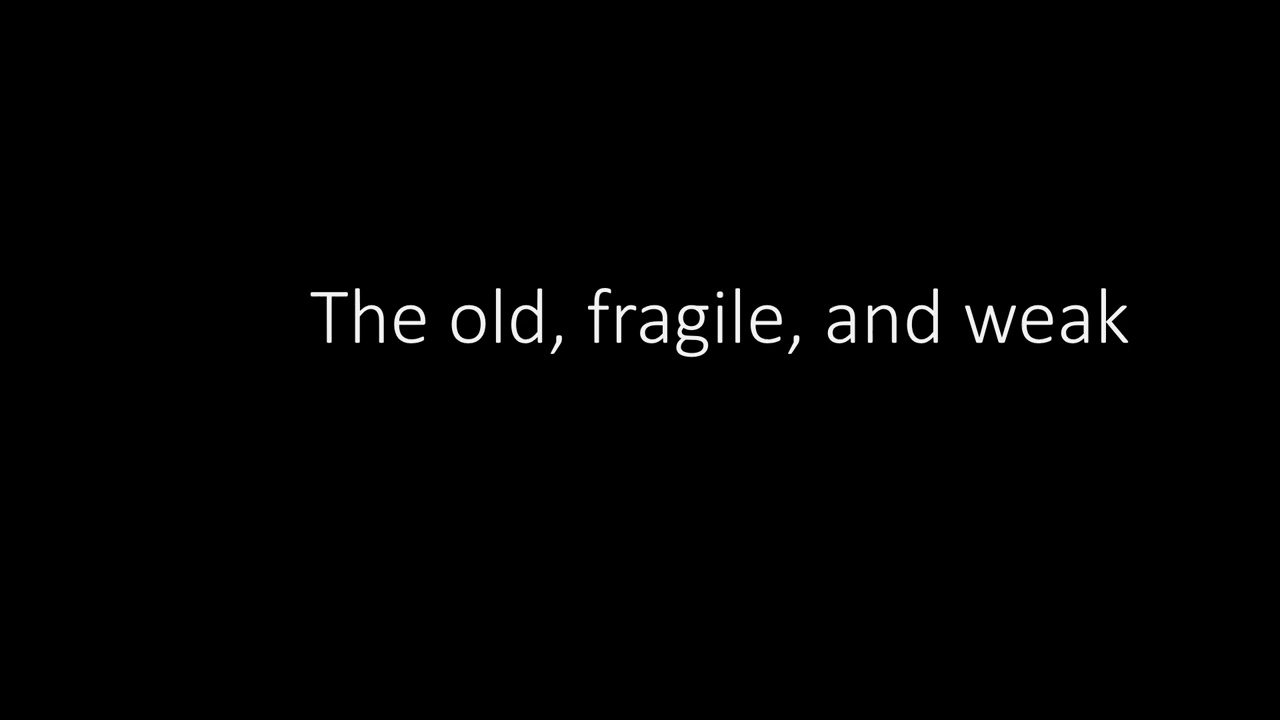 The old, fragile, and weak